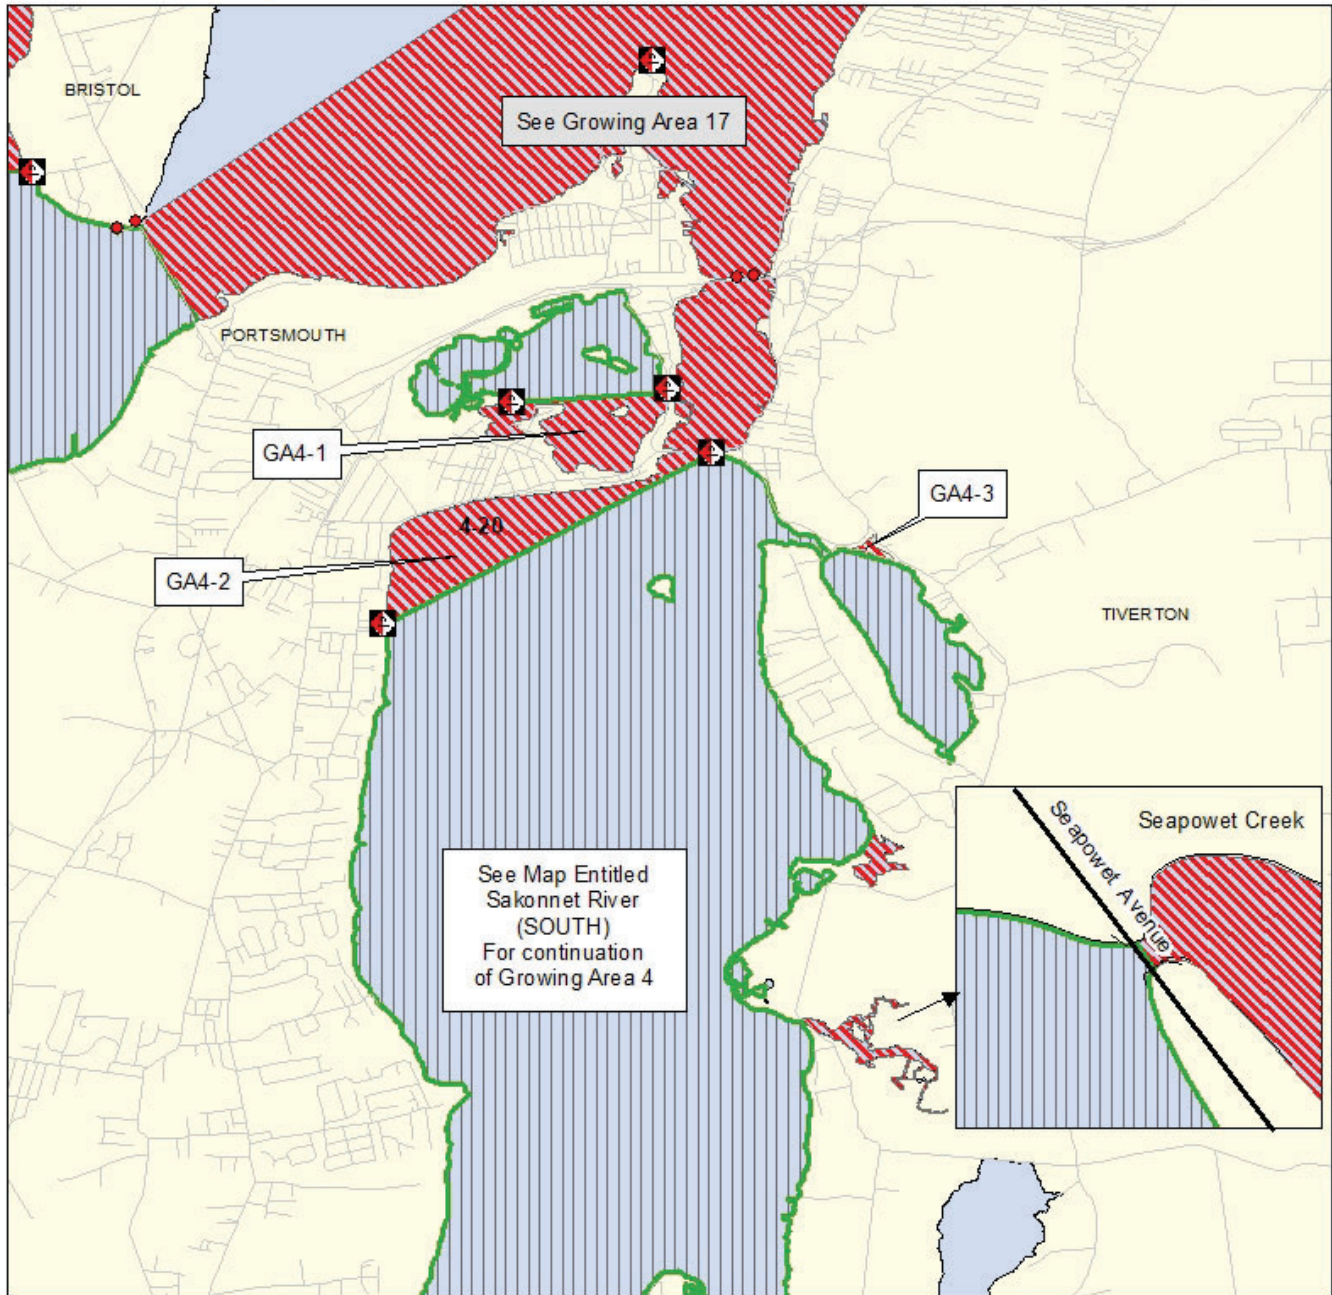 BRISTOL
See Growing Area 17
PORTSMOUTH
GA4-1
GA4-3
4-20
GA4-2
TIVERTON
See Map Entitled
Sakonnet River
(SOUTH)
For continuation
of Growing Area 4
Seapowet Creek
Seapowet Avenue